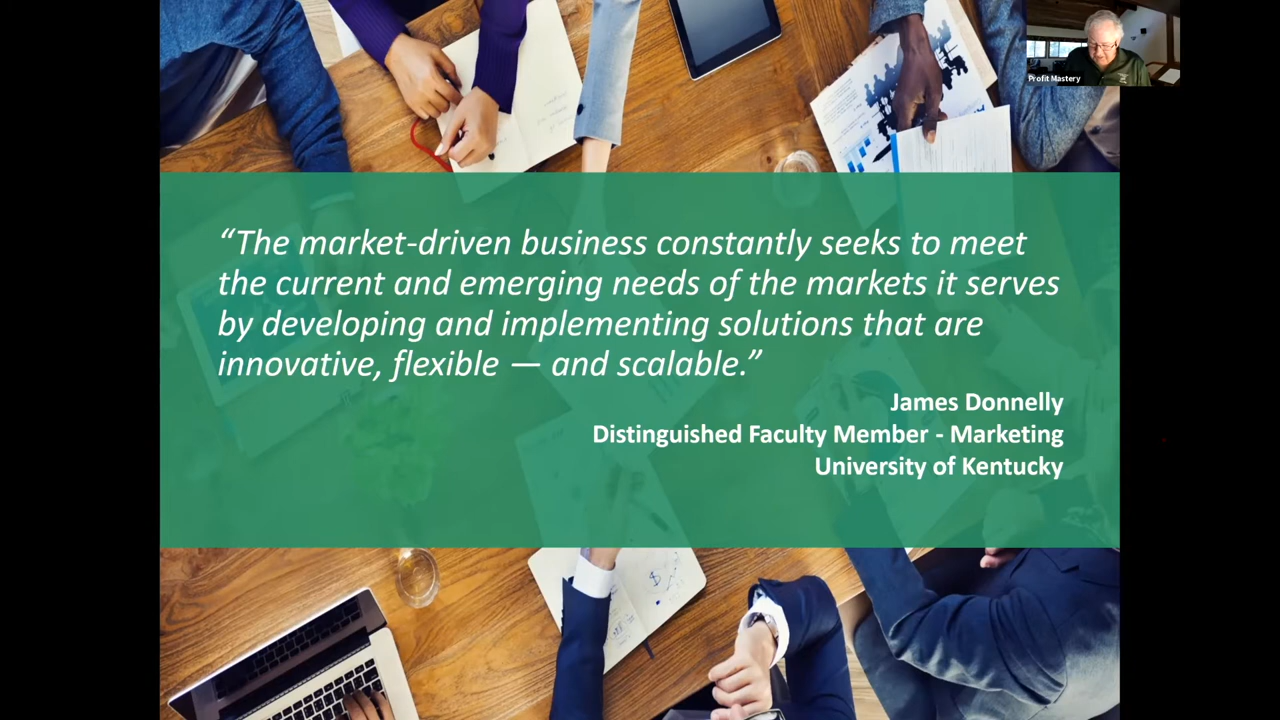 Profit Mastery
“The market-driven business constantly seeks to meet
the current and emerging needs of the markets it serves
by developing and implementing solutions that are
innovative, flexible — and scalable.”
James Donnelly
Distinguished Faculty Member - Marketing
University of Kentucky